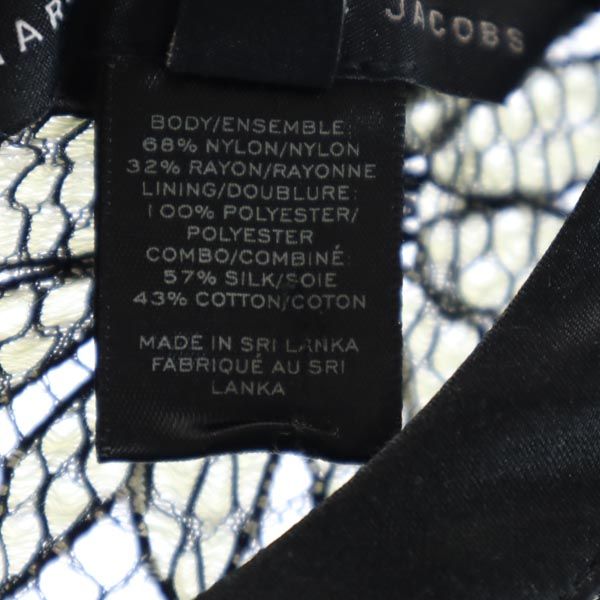 JACOBS
BODY/ENSEMBLE:
68% NYLON/NYLON
32% RAYON/RAYONNE
LINING/DOUBLURE:
100% POLYESTER/
POLYESTER
COMBO/COMBINÉ:
57% SILK/SOIE
43% COTTON/COTON
MADE IN SRI LANKA
FABRIQUÉ AU SRI
LANKA